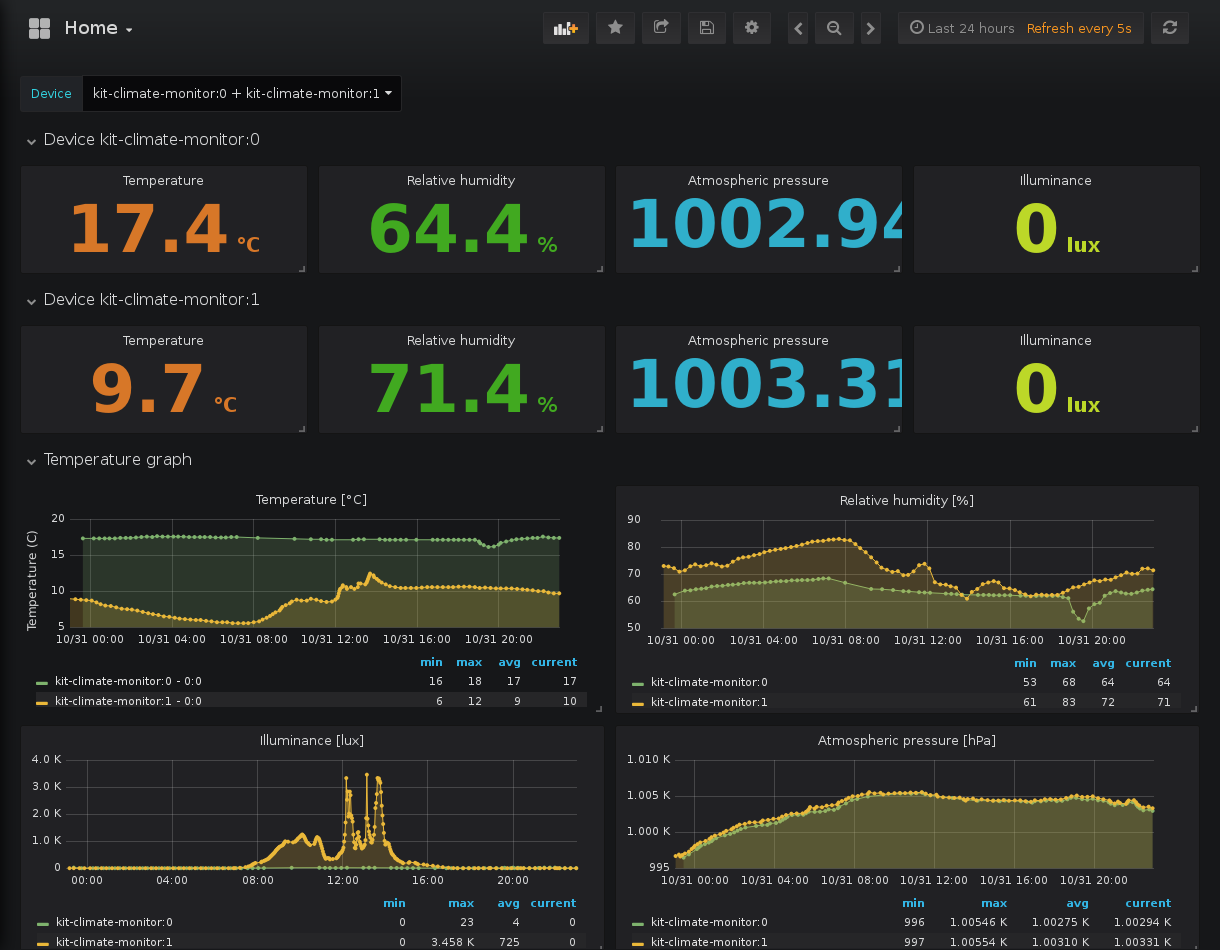 Home
Last 24 hours Refresh every 5s
Device kit-climate-monitor:0 + kit-climate-monitor:1
Device kit-climate-monitor:0
Temperature Relative humidity Atmospheric pressure Illuminance
17.4 °C 64.4 % 1002.94 0 lux
Device kit-climate-monitor:1
Temperature Relative humidity Atmospheric pressure Illuminance
9.7 °C 71.4 % 1003.31 0 lux
Temperature graph
Temperature [°C]
Temperature (C)
20
15
10
5
10/31 00:00 10/31 04:00 10/31 08:00 10/31 12:00 10/31 16:00 10/31 20:00
min max avg current
kit-climate-monitor:0 - 0:0 16 18 17 17
kit-climate-monitor:1 - 0:0 6 12 9 10
Relative humidity [%]
90
80
70
60
50
10/31 00:00 10/31 04:00 10/31 08:00 10/31 12:00 10/31 16:00 10/31 20:00
min max avg current
kit-climate-monitor:0 53 68 64 64
kit-climate-monitor:1 61 83 72 71
Illuminance [lux]
4.0 K
3.0 K
2.0 K
1.0 K
0
00:00 04:00 08:00 12:00 16:00 20:00
min max avg current
kit-climate-monitor:0 0 23 4 0
kit-climate-monitor:1 0 3.458 K 725 0
Atmospheric pressure [hPa]
1.010 K
1.005 K
1.000 K
995
10/31 00:00 10/31 04:00 10/31 08:00 10/31 12:00 10/31 16:00 10/31 20:00
min max avg current
kit-climate-monitor:0 996 1.00546 K 1.00275 K 1.00294 K
kit-climate-monitor:1 997 1.00554 K 1.00310 K 1.00331 K